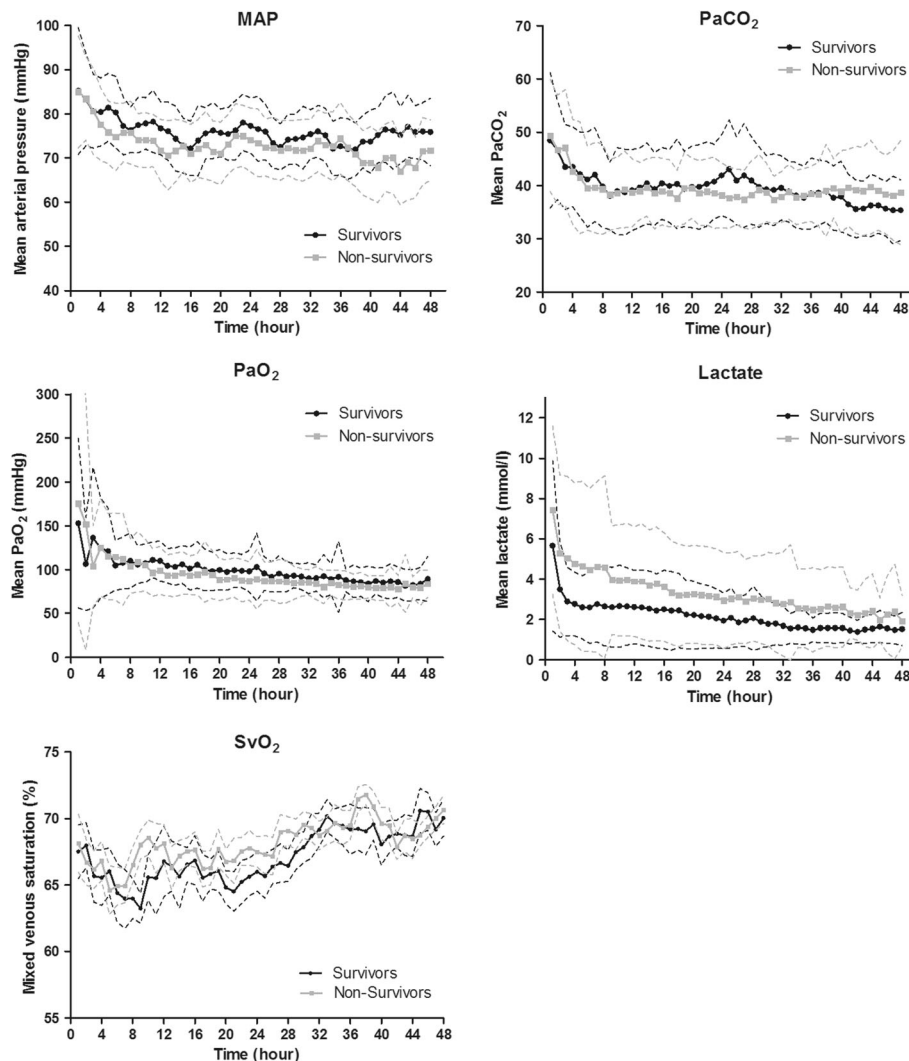 MAP
Mean arterial pressure (mmHg)
100
90
80
70
60
50
40
Survivors
Non-survivors
0 4 8 12 16 20 24 28 32 36 40 44 48
Time (hour)
PaCO2
Mean PaCO2
70
60
50
40
30
20
Survivors
Non-survivors
0 4 8 12 16 20 24 28 32 36 40 44 48
Time (hour)
PaO2
Mean PaO2 (mmHg)
300
250
200
150
100
50
0
Survivors
Non-survivors
0 4 8 12 16 20 24 28 32 36 40 44 48
Time (hour)
Lactate
Mean lactate (mmol/l)
12
10
8
6
4
2
0
Survivors
Non-survivors
0 4 8 12 16 20 24 28 32 36 40 44 48
Time (hour)
SvO2
Mixed venous saturation (%)
75
70
65
60
55
Survivors
Non-Survivors
0 4 8 12 16 20 24 28 32 36 40 44 48
Time (hour)